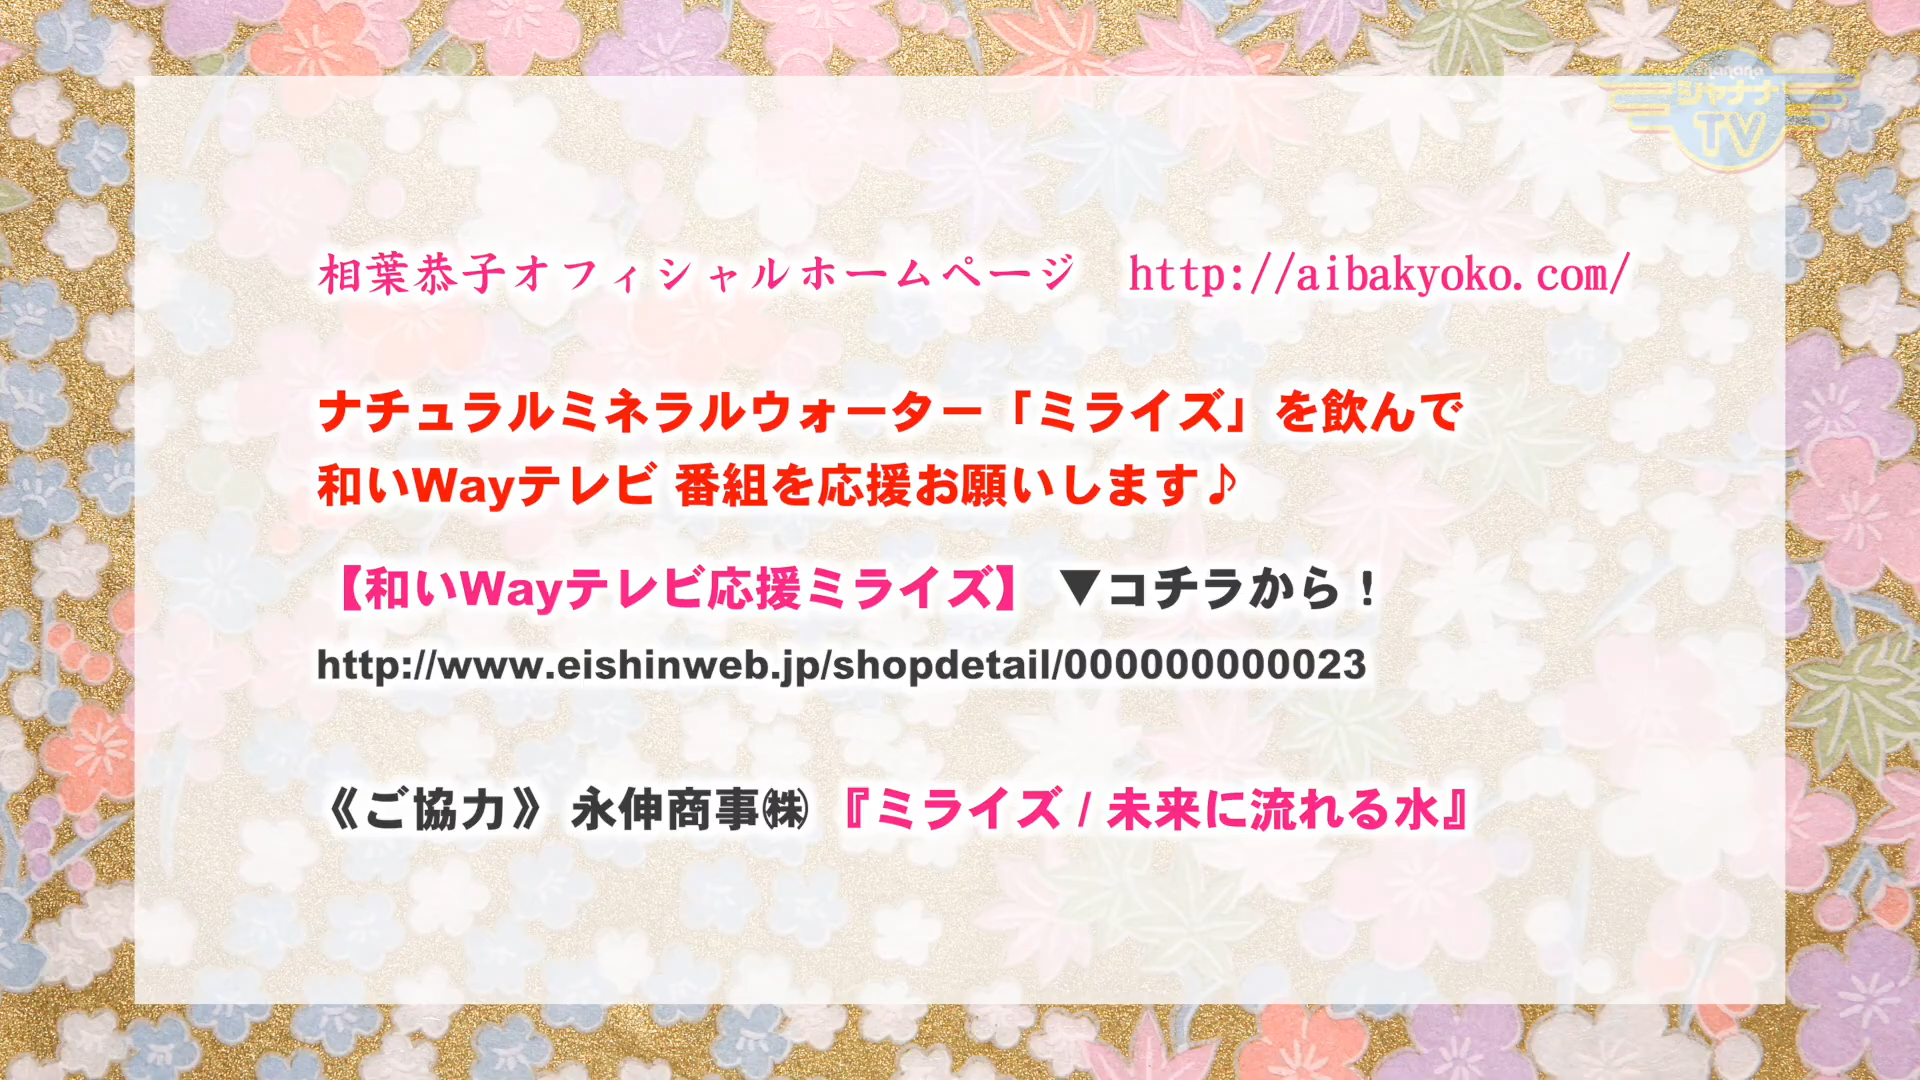 nanana
シャナナ
TV
相葉恭子オフィシャルホームページ　http://aibakyoko.com/
ナチュラルミネラルウォーター「ミライズ」を飲んで
和いWayテレビ 番組を応援お願いします♪
【和いWayテレビ応援ミライズ】 ▼コチラから！
http://www.eishinweb.jp/shopdetail/000000000023
《ご協力》 永伸商事㈱ 『ミライズ / 未来に流れる水』